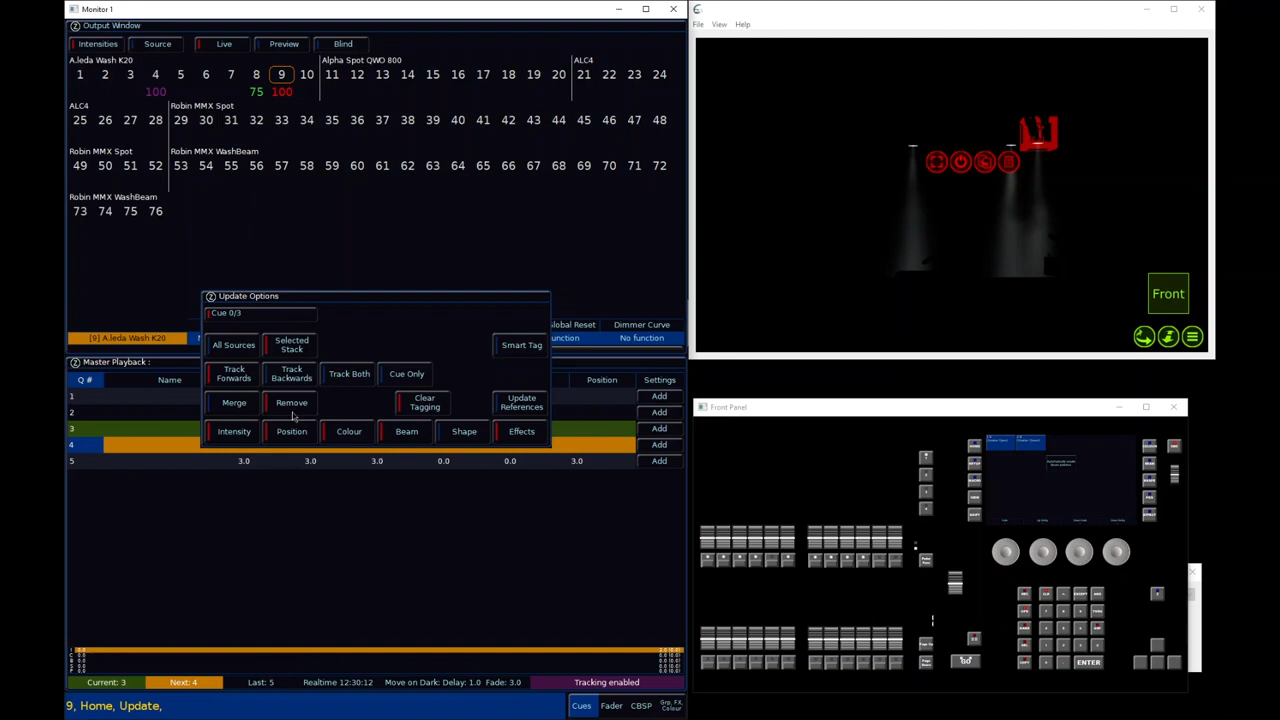 Monitor 1
Output Window
Intensities Source Live Preview Blind
A.leda Wash K20 Alpha Spot QWO 800 ALC4
1 2 3 4 5 6 7 8 9 10 11 12 13 14 15 16 17 18 19 20 21 22 23 24
100 75 100
ALC4 Robin MMX Spot
25 26 27 28 29 30 31 32 33 34 35 36 37 38 39 40 41 42 43 44 45 46 47 48
Robin MMX Spot Robin MMX WashBeam
49 50 51 52 53 54 55 56 57 58 59 60 61 62 63 64 65 66 67 68 69 70 71 72
Robin MMX WashBeam
73 74 75 76
Global Reset Dimmer Curve
[9] A.leda Wash K20 No function
Update Options
Cue 0/3
All Sources Selected Stack Smart Tag
Track Forwards Track Backwards Track Both Cue Only
Merge Remove Clear Tagging Update References
Intensity Position Colour Beam Shape Effects
Master Playback :
Q # Name Position Settings
1 Add
2 Add
3 Add
4 Add
5 3.0 3.0 3.0 0.0 0.0 3.0 Add
Current: 3 Next: 4 Last: 5 Realtime 12:30:12 Move on Dark: Delay: 1.0 Fade: 3.0 Tracking enabled
9, Home, Update,
Cues Fader CBSP Grp, FX, Colour
File View Help
Front
Front Panel
GO
ENTER